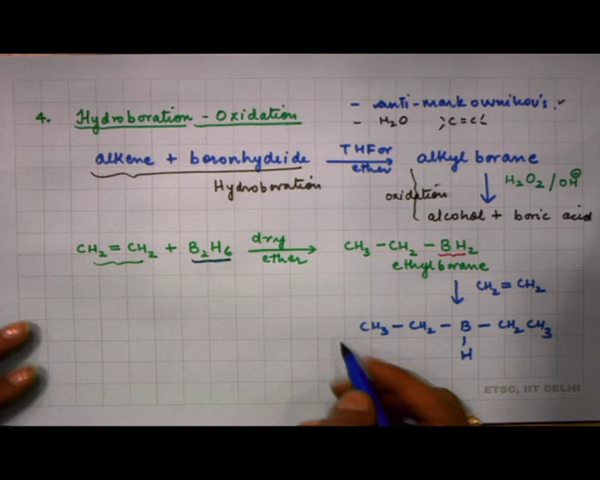 4. Hydroboration - Oxidation
- anti-markownikov's.
- H₂O ; C=C
alkene + boronhydride THF or ether alkyl borane
Hydroboration
oxidation H₂O₂/OH⊖
alcohol + boric acid
CH₂=CH₂ + B₂H₆ dry ether CH₃-CH₂-BH₂
ethylborane
CH₂=CH₂
CH₃-CH₂-B-CH₂CH₃
H
ETSC, IIT DELHI